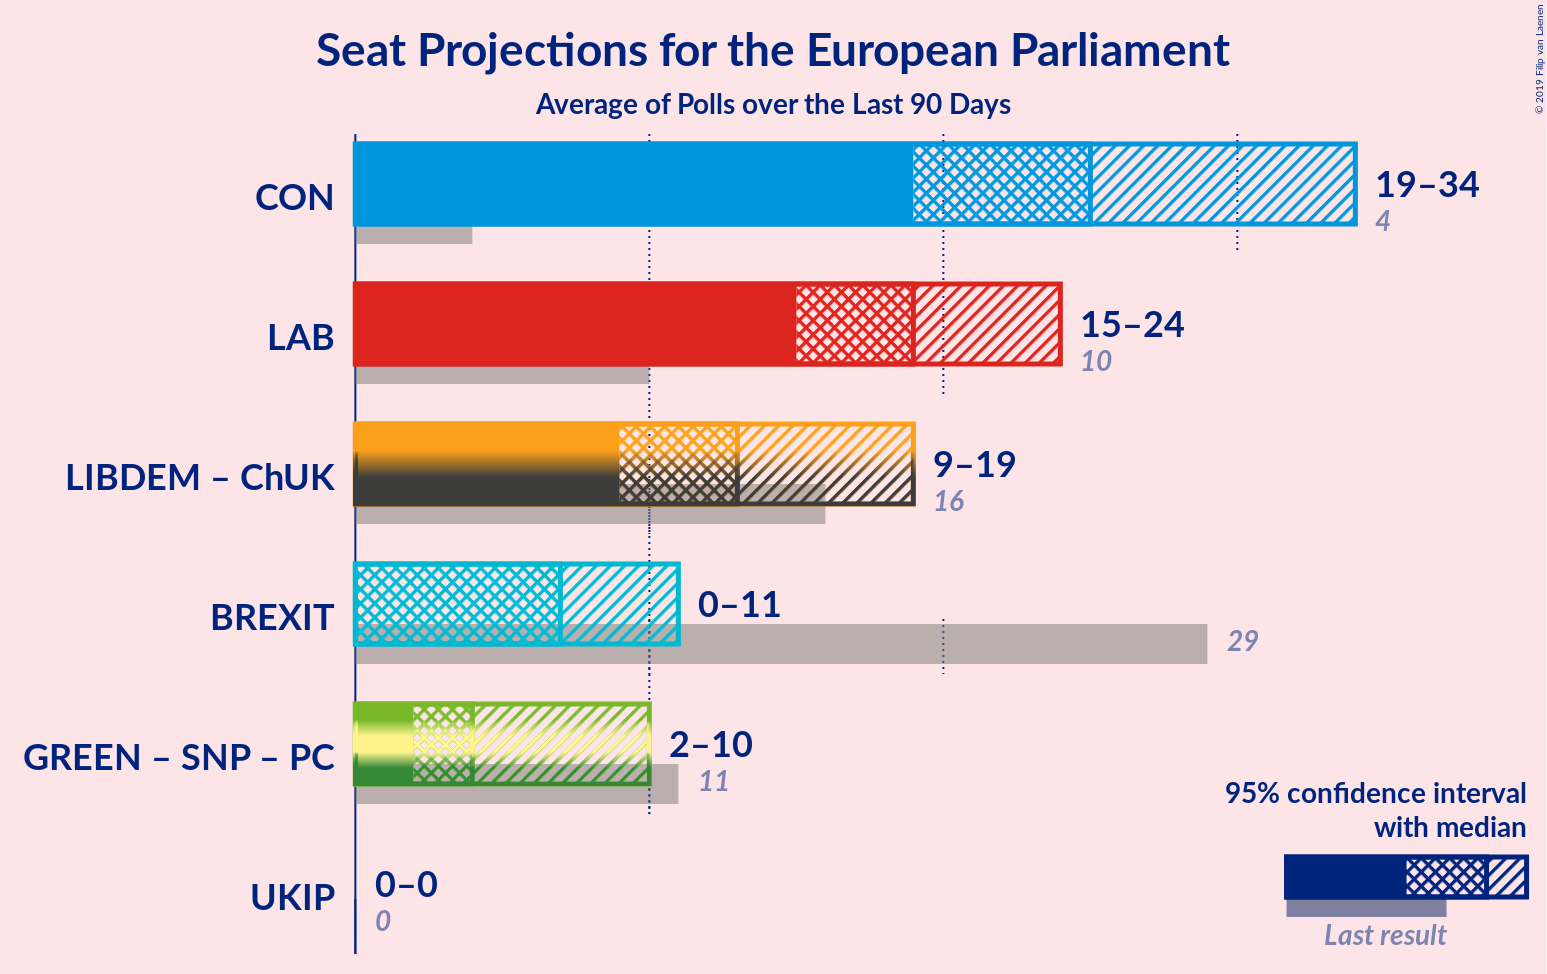 Seat Projections for the European Parliament
Average of Polls over the Last 90 Days
© 2019 Filip van Laenen
CON
19–34
4
LAB
15–24
10
LIBDEM – ChUK
9–19
16
BREXIT
0–11
29
GREEN – SNP – PC
2–10
11
UKIP
0–0
0
95% confidence interval
with median
Last result